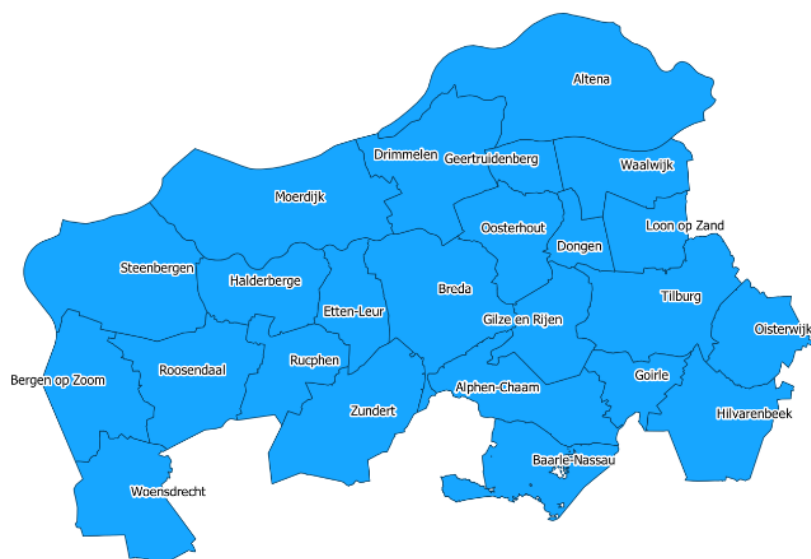 Altena
Drimmelen
Geertruidenberg
Waalwijk
Moerdijk
Oosterhout
Loon op Zand
Dongen
Steenbergen
Halderberge
Breda
Tilburg
Etten-Leur
Gilze en Rijen
Oisterwijk
Rucphen
Roosendaal
Bergen op Zoom
Goirle
Alphen-Chaam
Zundert
Hilvarenbeek
Baarle-Nassau
Woensdrecht